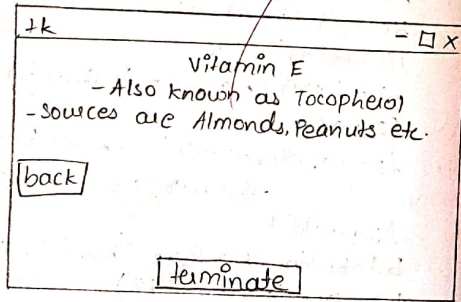 tk
Vitamin E
- Also known as Tocopherol
- Sources are Almonds, Peanuts etc.
back
terminate